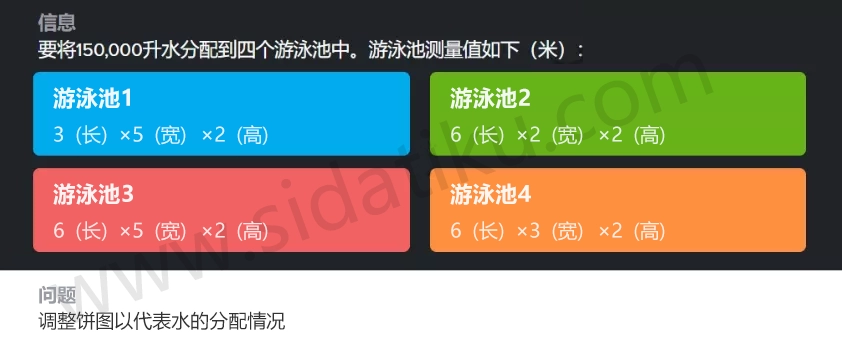 信息
要将150,000升水分配到四个游泳池中。游泳池测量值如下（米）：
游泳池1
3（长）×5（宽）×2（高）
游泳池2
6（长）×2（宽）×2（高）
游泳池3
6（长）×5（宽）×2（高）
游泳池4
6（长）×3（宽）×2（高）
问题
调整饼图以代表水的分配情况
www.sidatiku.com